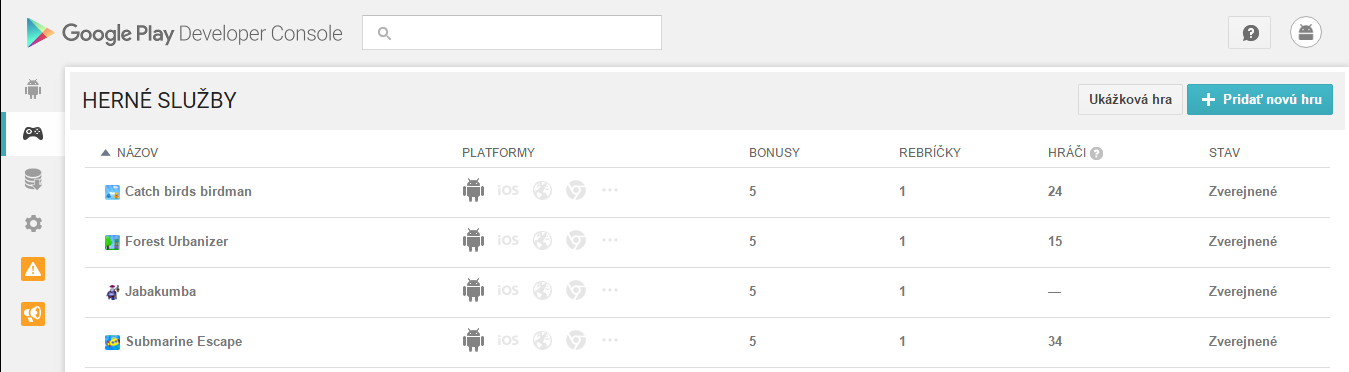 Google Play Developer Console
HERNÉ SLUŽBY
Ukážková hra
+ Pridať novú hru
NÁZOV PLATFORMY BONUSY REBRÍČKY HRÁČI ? STAV
Catch birds birdman iOS ... 5 1 24 Zverejnené
Forest Urbanizer iOS ... 5 1 15 Zverejnené
Jabakumba iOS ... 5 1 — Zverejnené
Submarine Escape iOS ... 5 1 34 Zverejnené